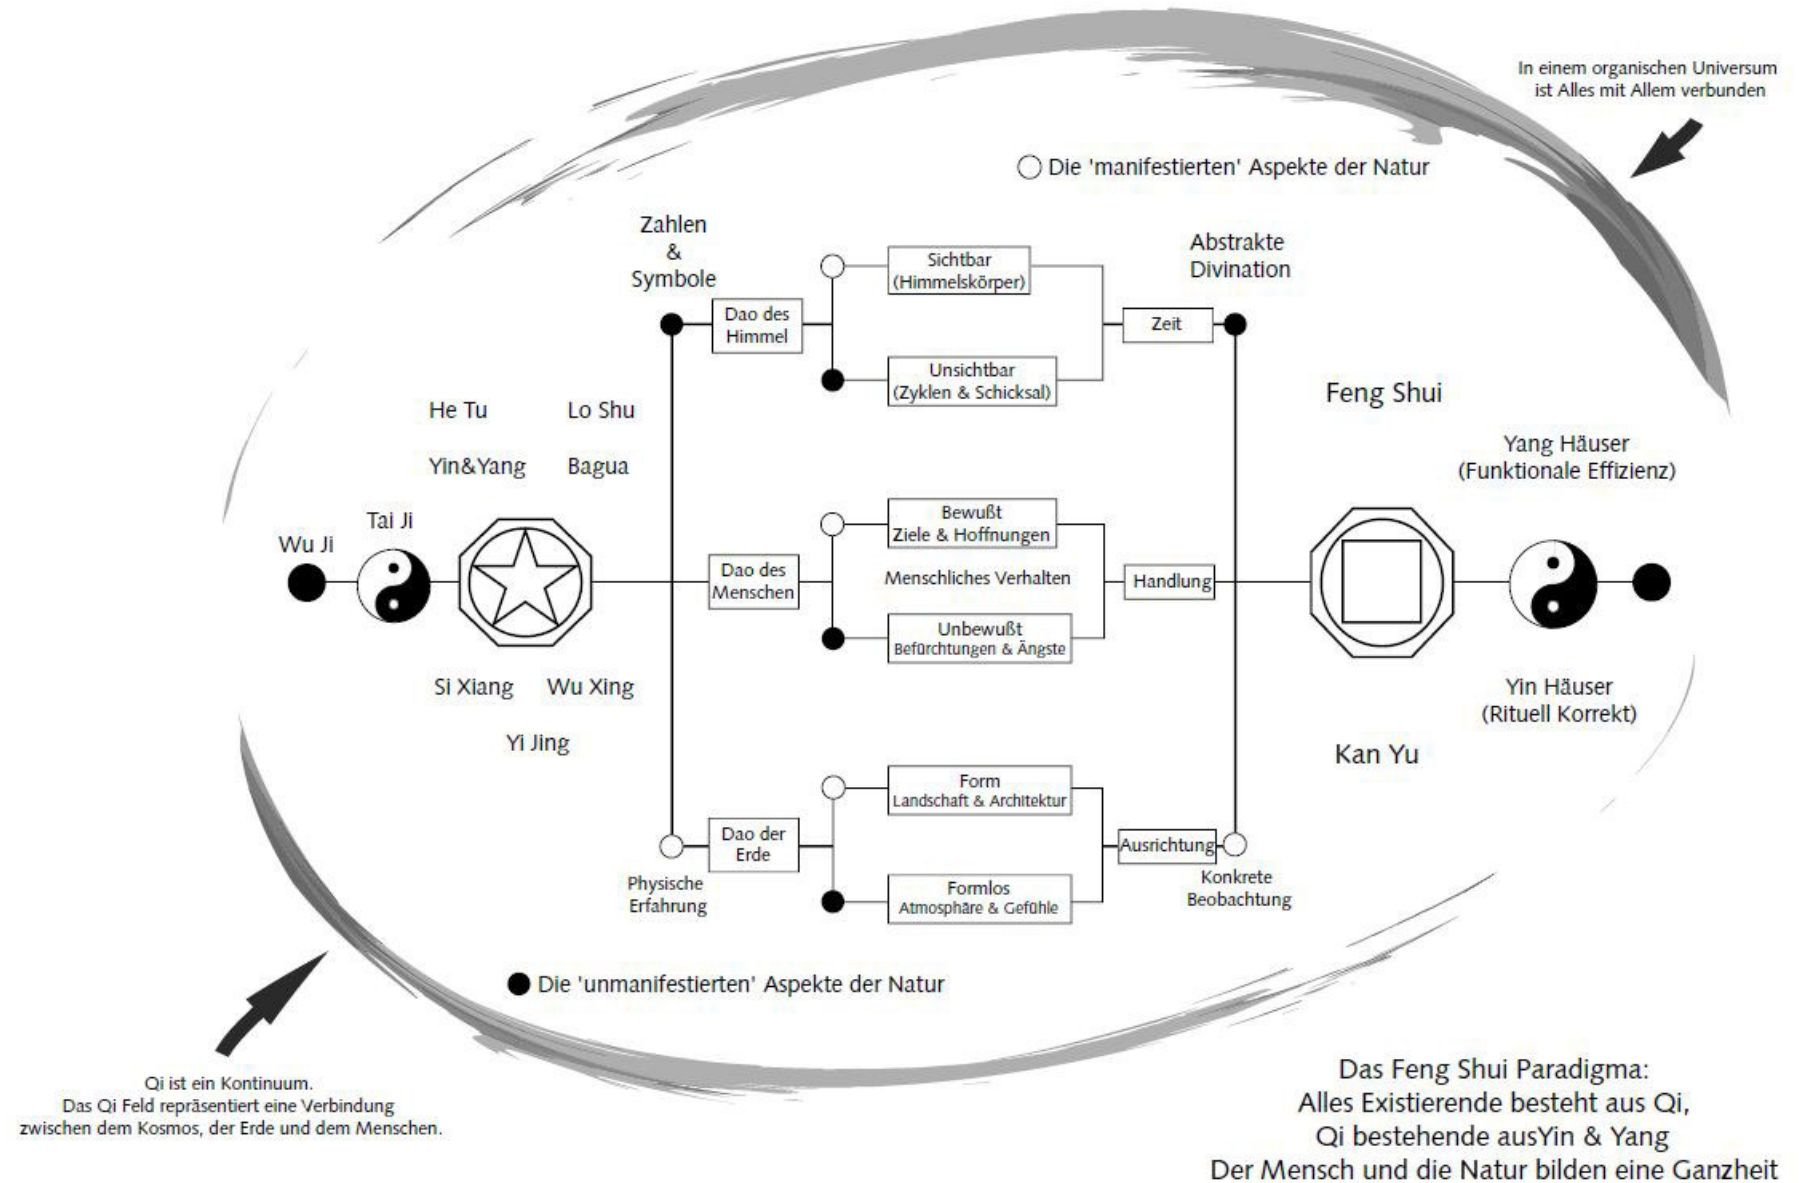 In einem organischen Universum
ist Alles mit Allem verbunden
Die 'manifestierten' Aspekte der Natur
Zahlen
&
Symbole
Abstrakte
Divination
Sichtbar
(Himmelskörper)
Dao des
Himmel
Zeit
Unsichtbar
(Zyklen & Schicksal)
Feng Shui
He Tu
Lo Shu
Yin&Yang
Bagua
Yang Häuser
(Funktionale Effizienz)
Tai Ji
Wu Ji
Bewußt
Ziele & Hoffnungen
Dao des
Menschen
Menschliches Verhalten
Handlung
Unbewußt
Befürchtungen & Ängste
Si Xiang
Wu Xing
Yi Jing
Yin Häuser
(Rituell Korrekt)
Kan Yu
Form
Landschaft & Architektur
Dao der
Erde
Ausrichtung
Physische
Erfahrung
Formlos
Atmosphäre & Gefühle
Konkrete
Beobachtung
Die 'unmanifestierten' Aspekte der Natur
Qi ist ein Kontinuum.
Das Qi Feld repräsentiert eine Verbindung
zwischen dem Kosmos, der Erde und dem Menschen.
Das Feng Shui Paradigma:
Alles Existierende besteht aus Qi,
Qi bestehende ausYin & Yang
Der Mensch und die Natur bilden eine Ganzheit